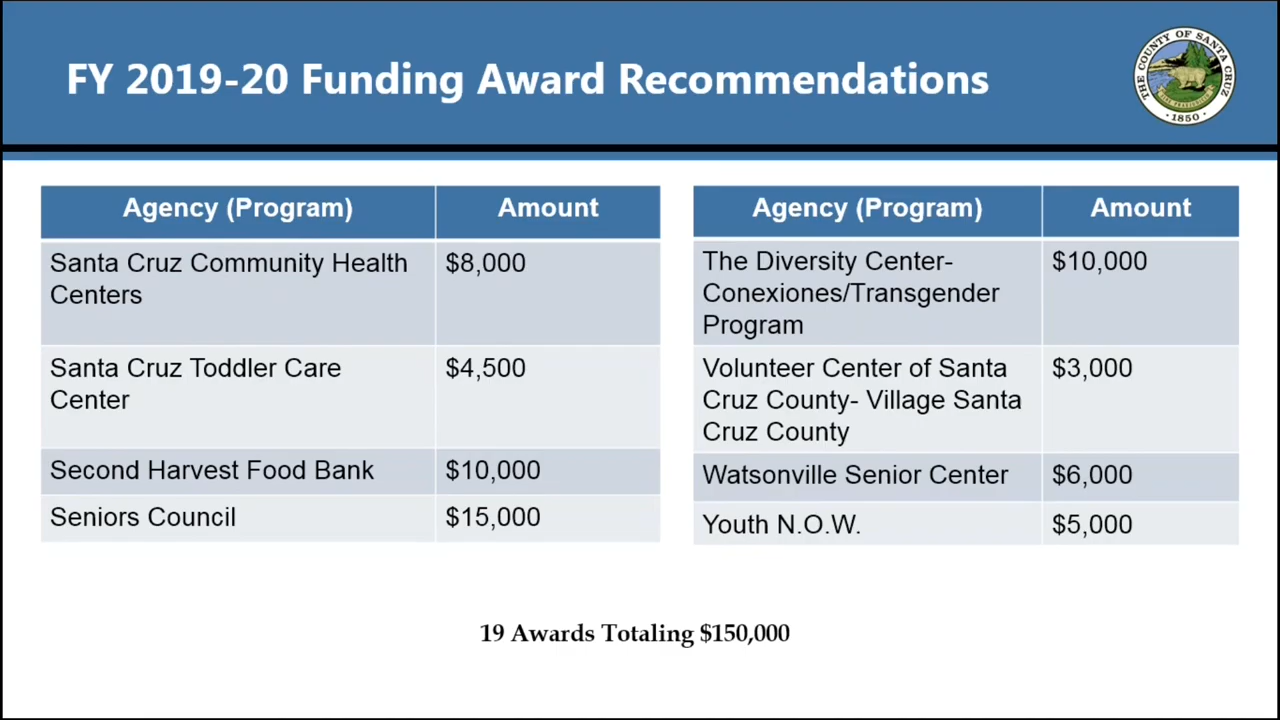 FY 2019-20 Funding Award Recommendations
THE COUNTY OF SANTA CRUZ
· 1850 ·
Agency (Program) Amount
Santa Cruz Community Health $8,000
Centers
Santa Cruz Toddler Care $4,500
Center
Second Harvest Food Bank $10,000
Seniors Council $15,000
Agency (Program) Amount
The Diversity Center- $10,000
Conexiones/Transgender
Program
Volunteer Center of Santa $3,000
Cruz County- Village Santa
Cruz County
Watsonville Senior Center $6,000
Youth N.O.W. $5,000
19 Awards Totaling $150,000